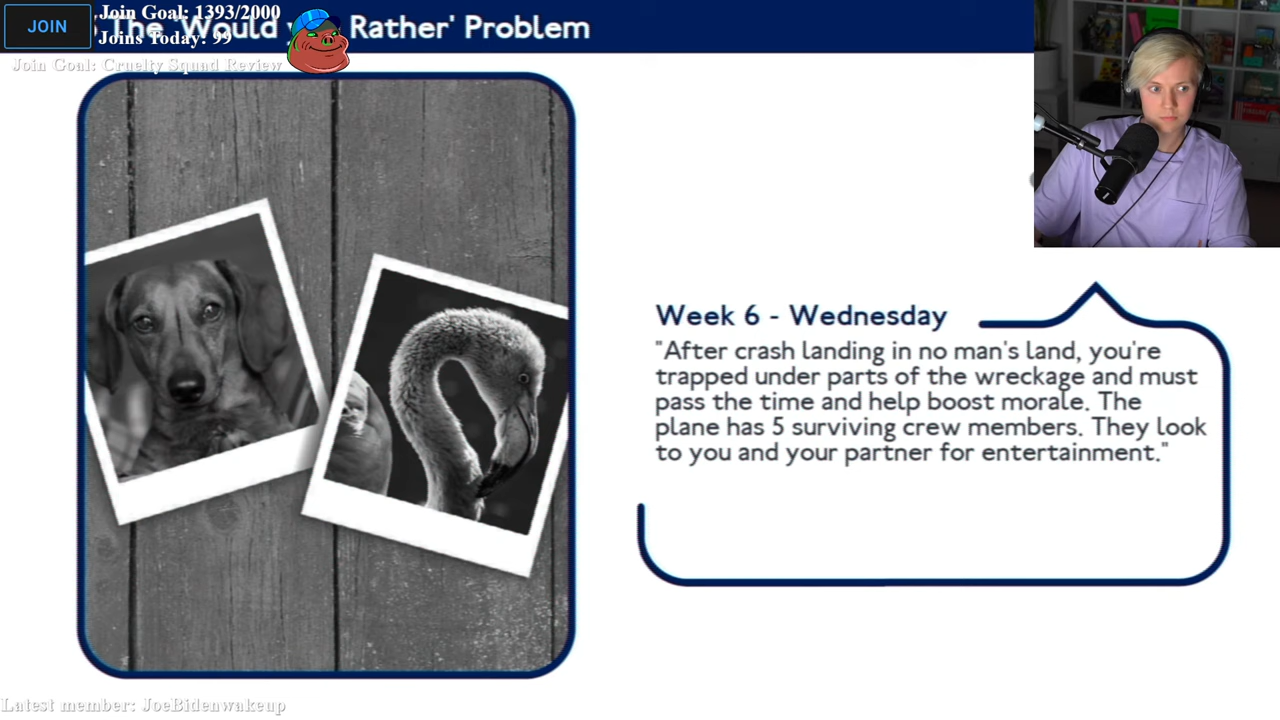 JOIN
Join Goal: 1393/2000
Joins Today: 99
Join Goal: Cruelty Squad Review
The 'Would Rather' Problem
Week 6 - Wednesday
"After crash landing in no man's land, you're
trapped under parts of the wreckage and must
pass the time and help boost morale. The
plane has 5 surviving crew members. They look
to you and your partner for entertainment."
Latest member: JoeBidenwakeup